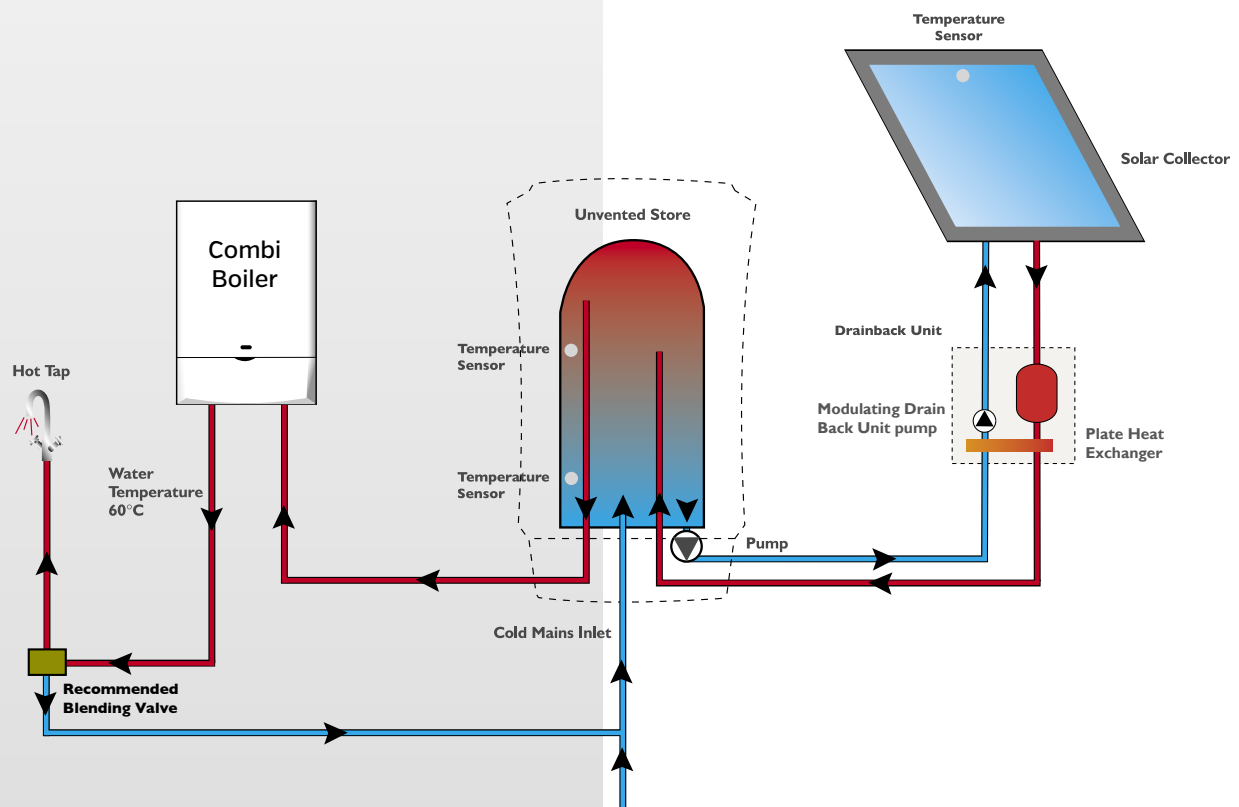 Temperature
Sensor
Solar Collector
Unvented Store
Combi
Boiler
Drainback Unit
Temperature
Sensor
Hot Tap
Modulating Drain
Back Unit pump
Plate Heat
Exchanger
Water
Temperature
60°C
Temperature
Sensor
Pump
Cold Mains Inlet
Recommended
Blending Valve